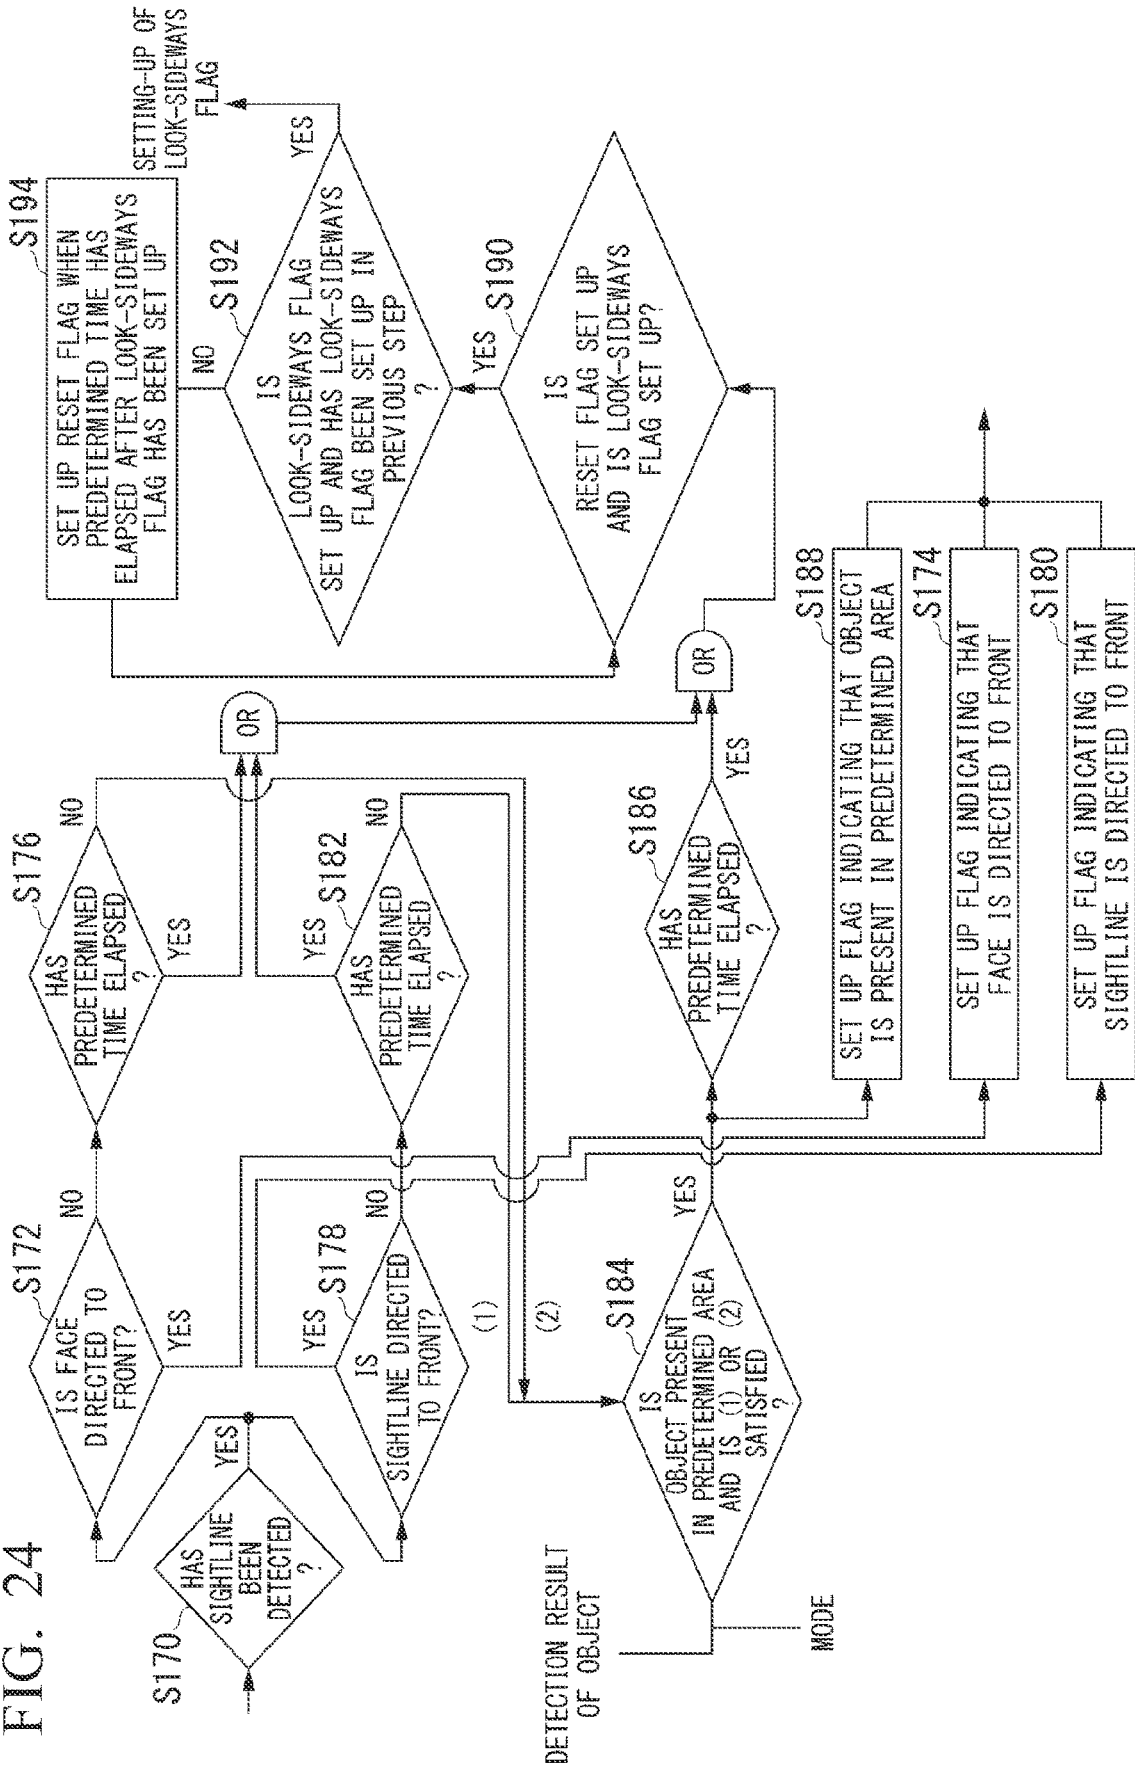 FIG. 24
S170
HAS
SIGHTLINE
BEEN
DETECTED
?
YES
S172
IS FACE
DIRECTED TO
FRONT?
NO
YES
S176
HAS
PREDETERMINED
TIME ELAPSED
?
NO
YES
S178
IS
SIGHTLINE DIRECTED
TO FRONT?
YES
NO
S182
HAS
PREDETERMINED
TIME ELAPSED
?
YES
NO
OR
(1)
(2)
DETECTION RESULT
OF OBJECT
MODE
S184
IS
OBJECT PRESENT
IN PREDETERMINED AREA
AND IS (1) OR (2)
SATISFIED
?
YES
S186
HAS
PREDETERMINED
TIME ELAPSED
?
YES
OR
S188
SET UP FLAG INDICATING THAT OBJECT
IS PRESENT IN PREDETERMINED AREA
S174
SET UP FLAG INDICATING THAT
FACE IS DIRECTED TO FRONT
S180
SET UP FLAG INDICATING THAT
SIGHTLINE IS DIRECTED TO FRONT
S190
IS
RESET FLAG SET UP
AND IS LOOK-SIDEWAYS
FLAG SET UP?
YES
S192
IS
LOOK-SIDEWAYS FLAG
SET UP AND HAS LOOK-SIDEWAYS
FLAG BEEN SET UP IN
PREVIOUS STEP
?
NO
YES
S194
SET UP RESET FLAG WHEN
PREDETERMINED TIME HAS
ELAPSED AFTER LOOK-SIDEWAYS
FLAG HAS BEEN SET UP
SETTING-UP OF
LOOK-SIDEWAYS
FLAG